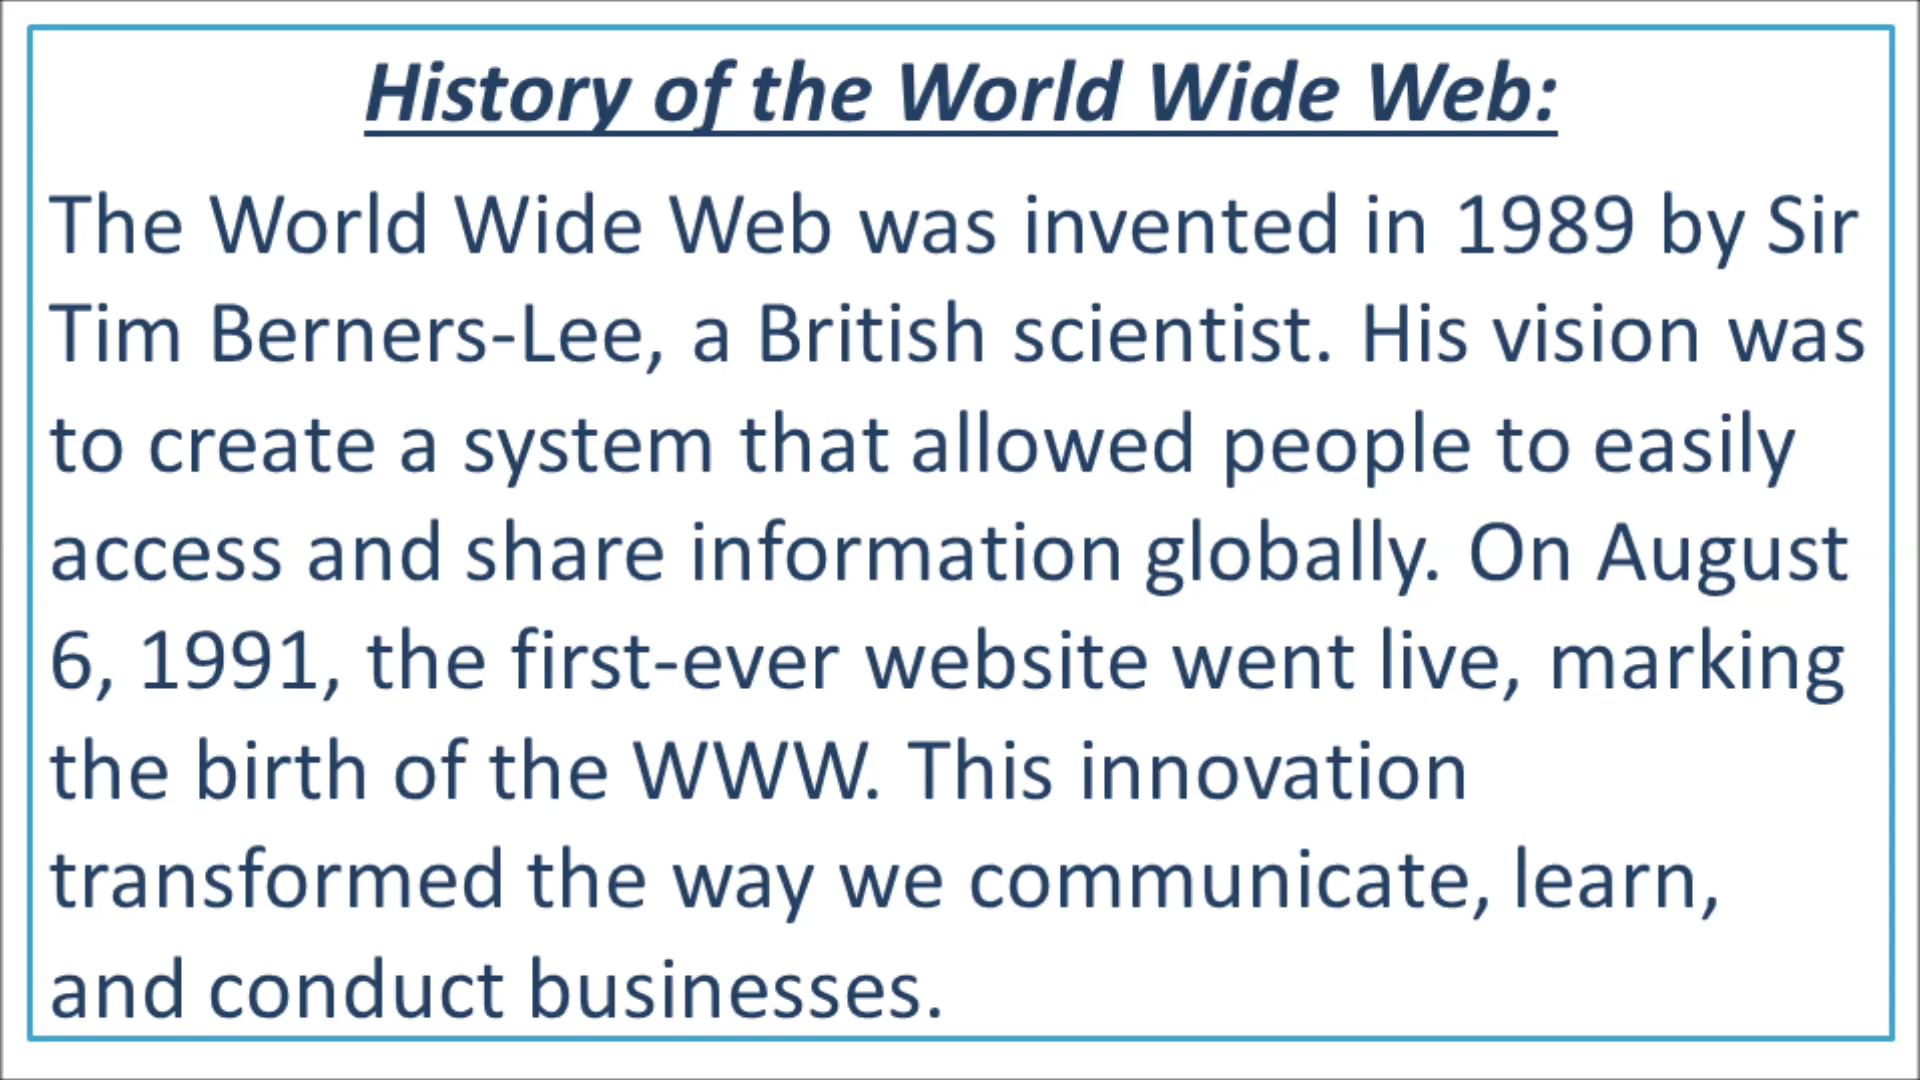 History of the World Wide Web:
The World Wide Web was invented in 1989 by Sir
Tim Berners-Lee, a British scientist. His vision was
to create a system that allowed people to easily
access and share information globally. On August
6, 1991, the first-ever website went live, marking
the birth of the WWW. This innovation
transformed the way we communicate, learn,
and conduct businesses.